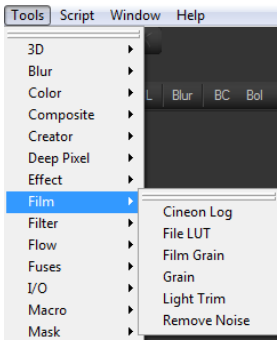 Tools Script Window Help
3D
Blur
Color
L Blur BC Bol
Composite
Creator
Deep Pixel
Effect
Film
Filter
Flow
Fuses
I/O
Macro
Mask
Cineon Log
File LUT
Film Grain
Grain
Light Trim
Remove Noise